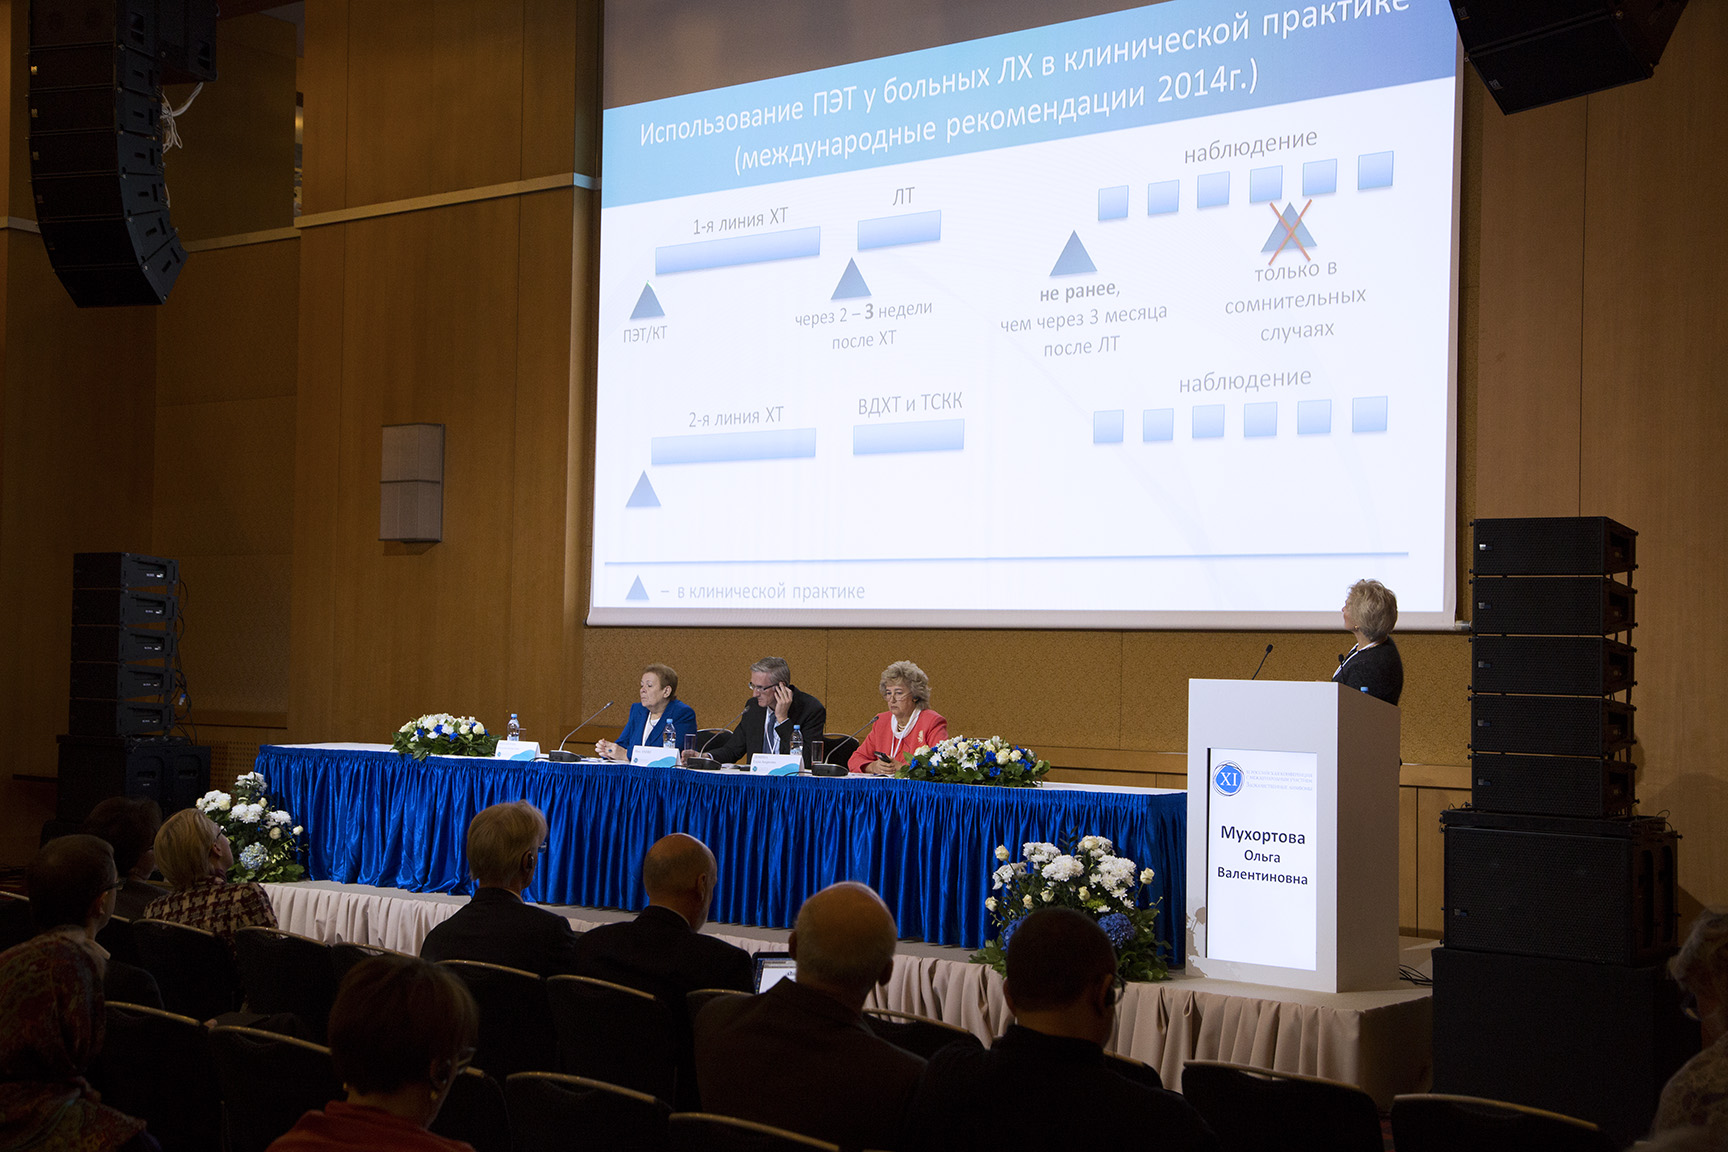 Использование ПЭТ у больных ЛХ в клинической практике
(международные рекомендации 2014г.)
1-я линия ХТ
ЛТ
наблюдение
ПЭТ/КТ
через 2 – 3 недели
после ХТ
не ранее,
чем через 3 месяца
после ЛТ
только в
сомнительных
случаях
2-я линия ХТ
ВДХТ и ТСКК
наблюдение
– в клинической практике
XI
Мухортова
Ольга
Валентиновна